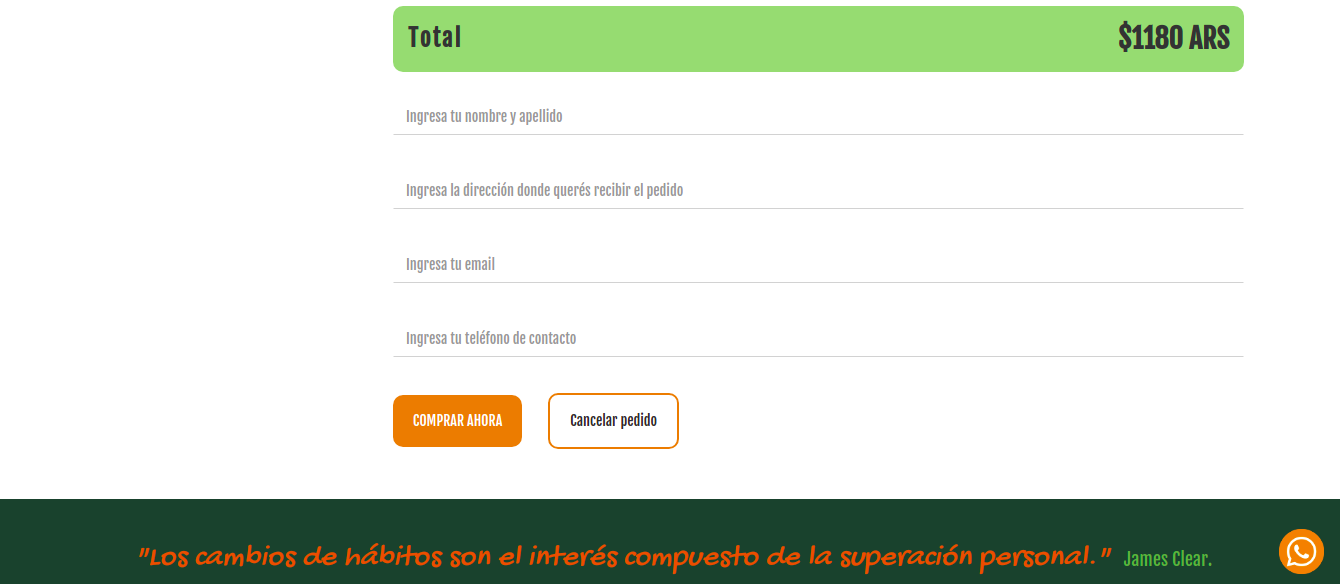 Total $1180 ARS
Ingresa tu nombre y apellido
Ingresa la dirección donde querés recibir el pedido
Ingresa tu email
Ingresa tu teléfono de contacto
COMPRAR AHORA Cancelar pedido
"Los cambios de hábitos son el interés compuesto de la superación personal." James Clear.